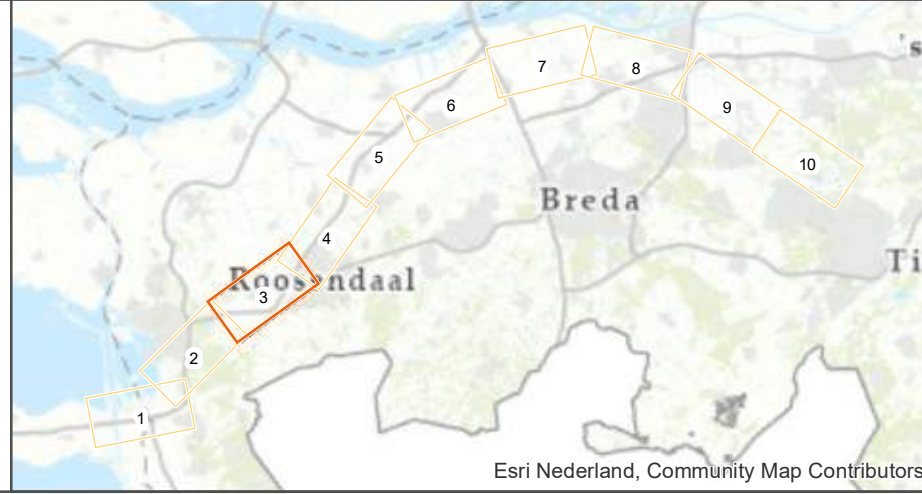 's
7
8
6
9
5
10
Breda
4
Ti
Roosendaal
3
2
1
Esri Nederland, Community Map Contributors